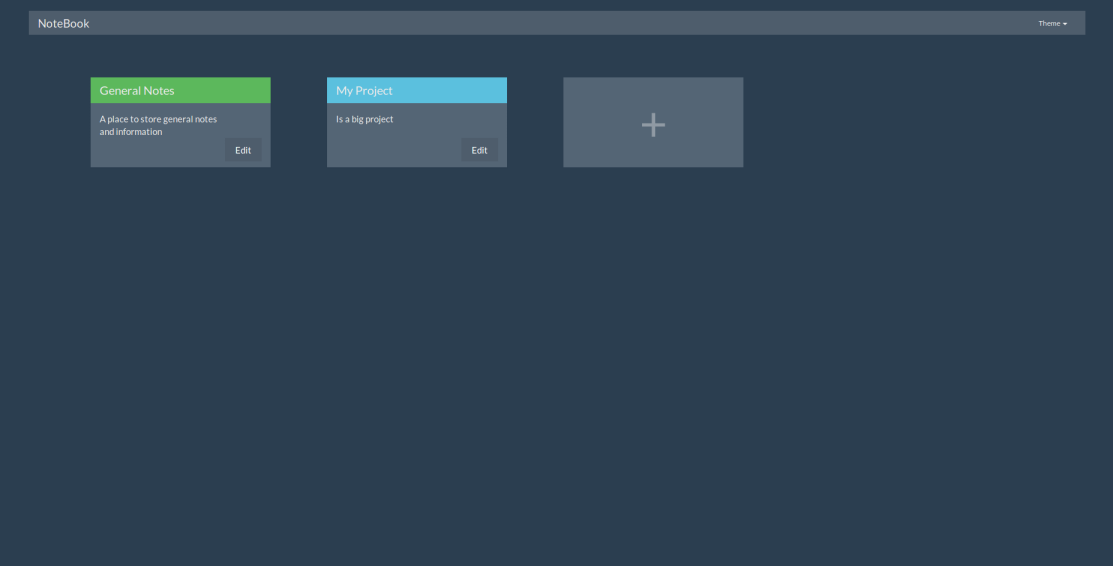 NoteBook
Theme
General Notes
A place to store general notes
and information
Edit
My Project
Is a big project
Edit